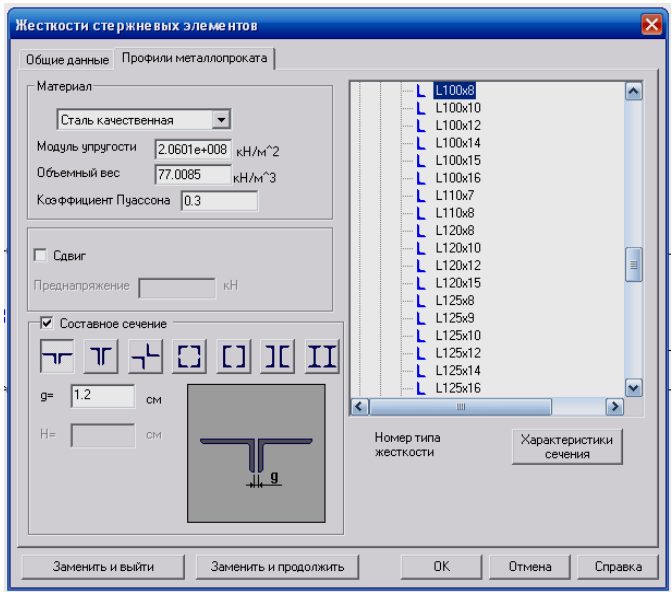 Жесткости стержневых элементов
Общие данные
Профили металлопроката
Материал
Сталь качественная
Модуль упругости 2.0601e+008 кН/м^2
Объемный вес 77.0085 кН/м^3
Коэффициент Пуассона 0.3
Сдвиг
Преднапряжение кН
Составное сечение
g= 1.2 см
H= см
g
L100x8
L100x10
L100x12
L100x14
L100x15
L100x16
L110x7
L110x8
L120x8
L120x10
L120x12
L120x15
L125x8
L125x9
L125x10
L125x12
L125x14
L125x16
Номер типа
жесткости
Характеристики
сечения
Заменить и выйти
Заменить и продолжить
OK
Отмена
Справка